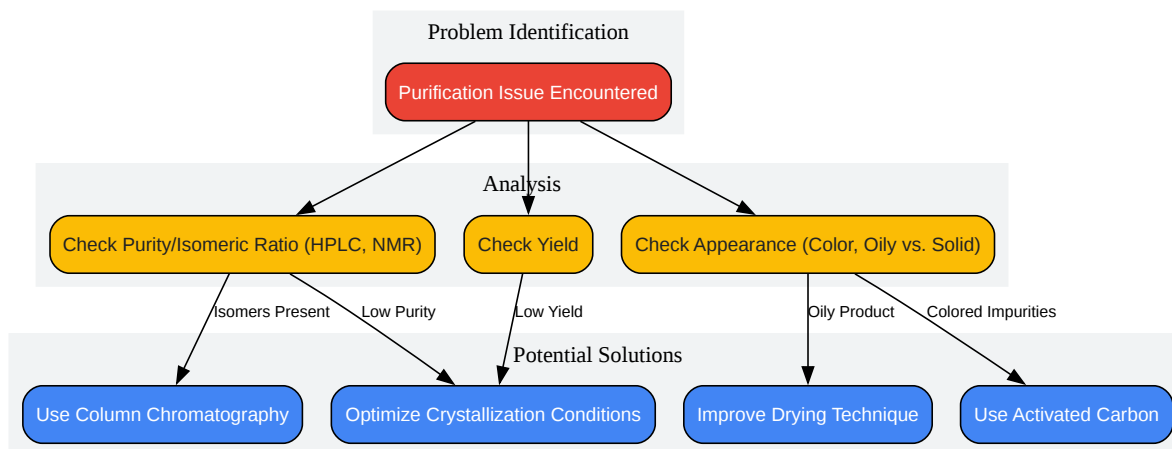 Problem Identification
Purification Issue Encountered
Analysis
Check Purity/Isomeric Ratio (HPLC, NMR)
Check Yield
Check Appearance (Color, Oily vs. Solid)
Isomers Present
Low Purity
Low Yield
Oily Product
Colored Impurities
Potential Solutions
Use Column Chromatography
Optimize Crystallization Conditions
Improve Drying Technique
Use Activated Carbon